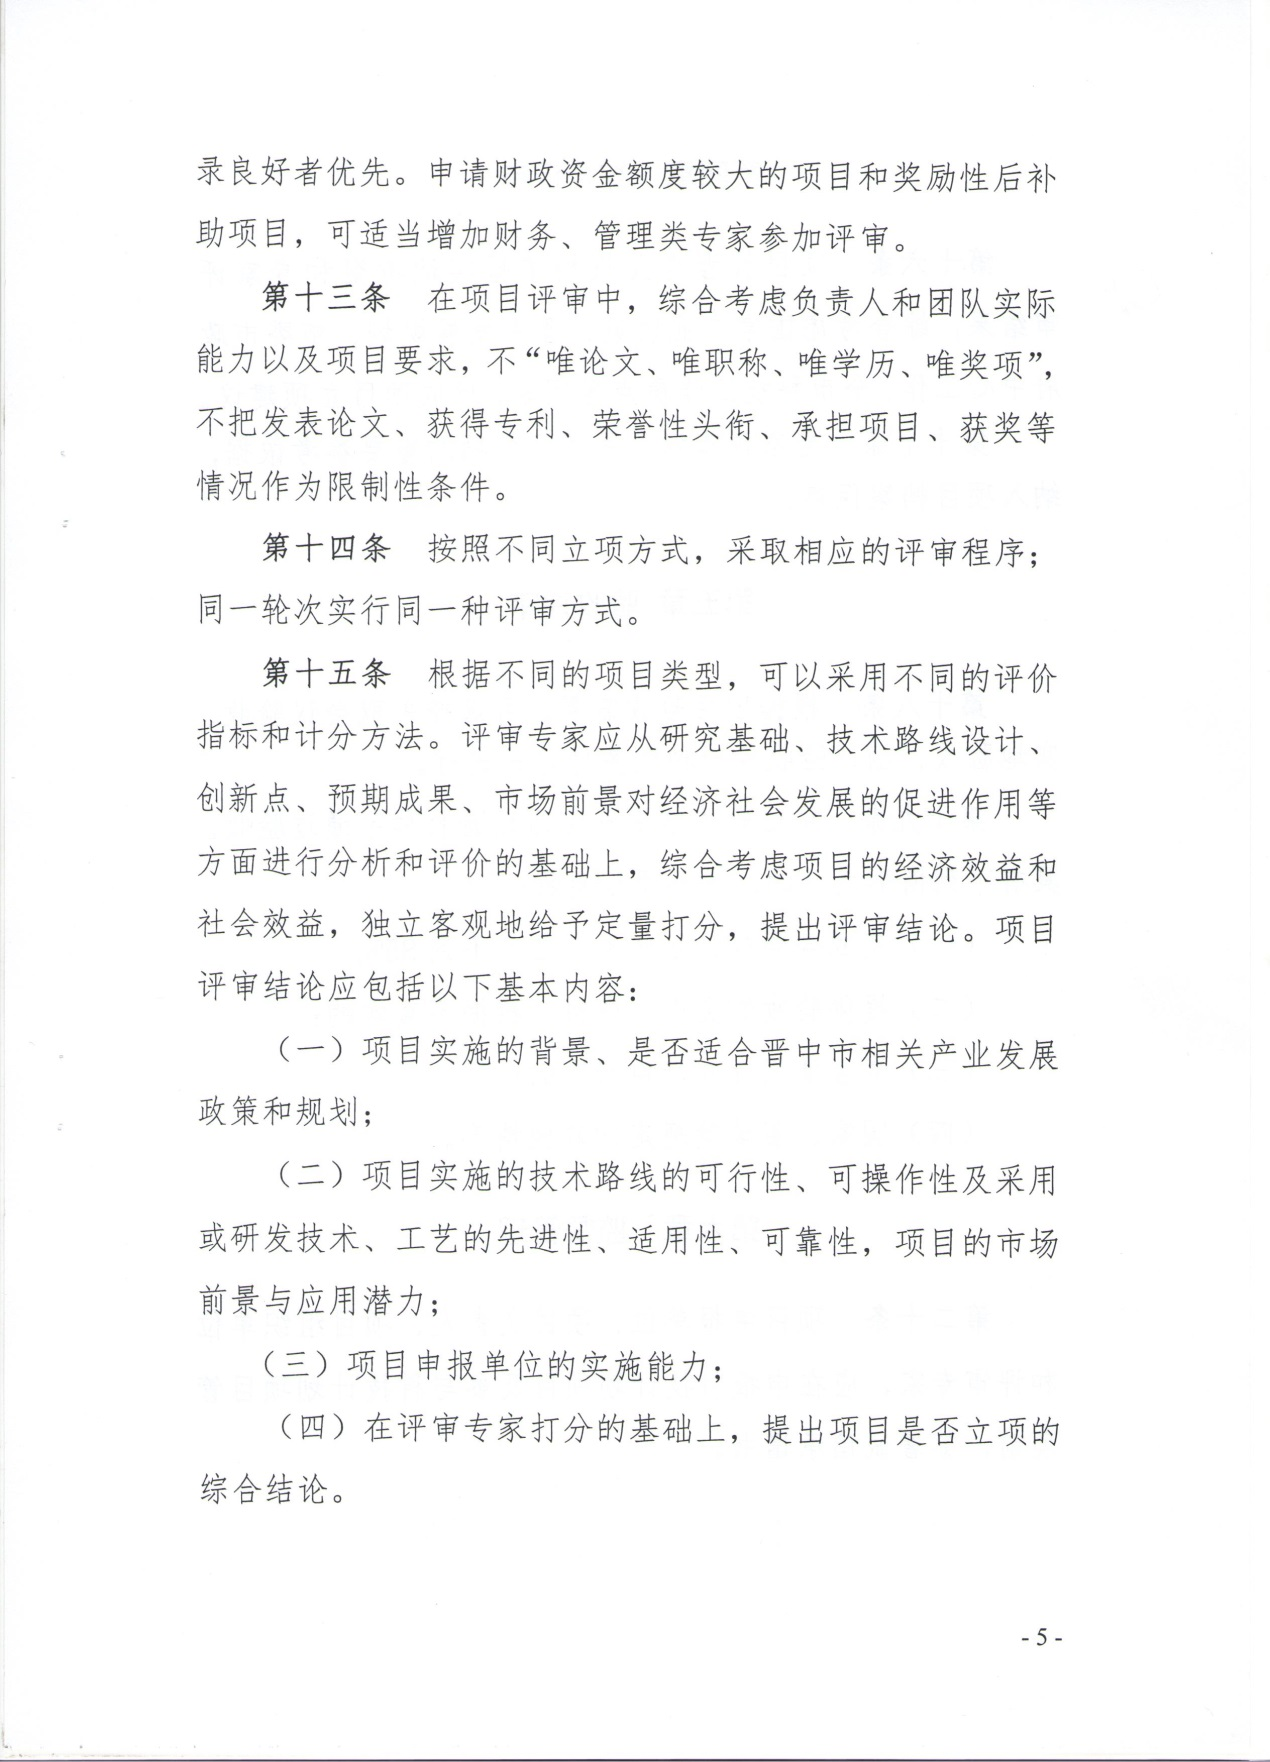 录良好者优先。申请财政资金额度较大的项目和奖励性后补
助项目，可适当增加财务、管理类专家参加评审。
第十三条　在项目评审中，综合考虑负责人和团队实际
能力以及项目要求，不“唯论文、唯职称、唯学历、唯奖项”，
不把发表论文、获得专利、荣誉性头衔、承担项目、获奖等
情况作为限制性条件。
第十四条　按照不同立项方式，采取相应的评审程序；
同一轮次实行同一种评审方式。
第十五条　根据不同的项目类型，可以采用不同的评价
指标和计分方法。评审专家应从研究基础、技术路线设计、
创新点、预期成果、市场前景对经济社会发展的促进作用等
方面进行分析和评价的基础上，综合考虑项目的经济效益和
社会效益，独立客观地给予定量打分，提出评审结论。项目
评审结论应包括以下基本内容：
（一）项目实施的背景、是否适合晋中市相关产业发展
政策和规划；
（二）项目实施的技术路线的可行性、可操作性及采用
或研发技术、工艺的先进性、适用性、可靠性，项目的市场
前景与应用潜力；
（三）项目申报单位的实施能力；
（四）在评审专家打分的基础上，提出项目是否立项的
综合结论。
- 5 -